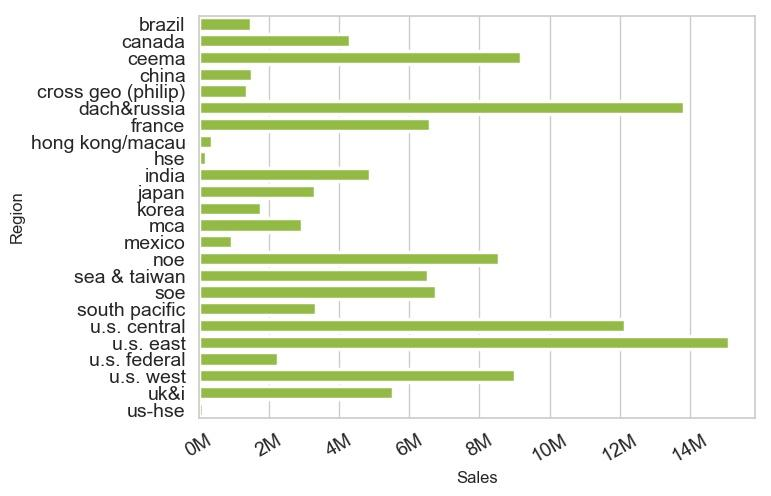 brazil
canada
ceema
china
cross geo (philip)
dach&russia
france
hong kong/macau
hse
india
japan
korea
mca
mexico
noe
sea & taiwan
soe
south pacific
u.s. central
u.s. east
u.s. federal
u.s. west
uk&i
us-hse
Region
0M 2M 4M 6M 8M 10M 12M 14M
Sales